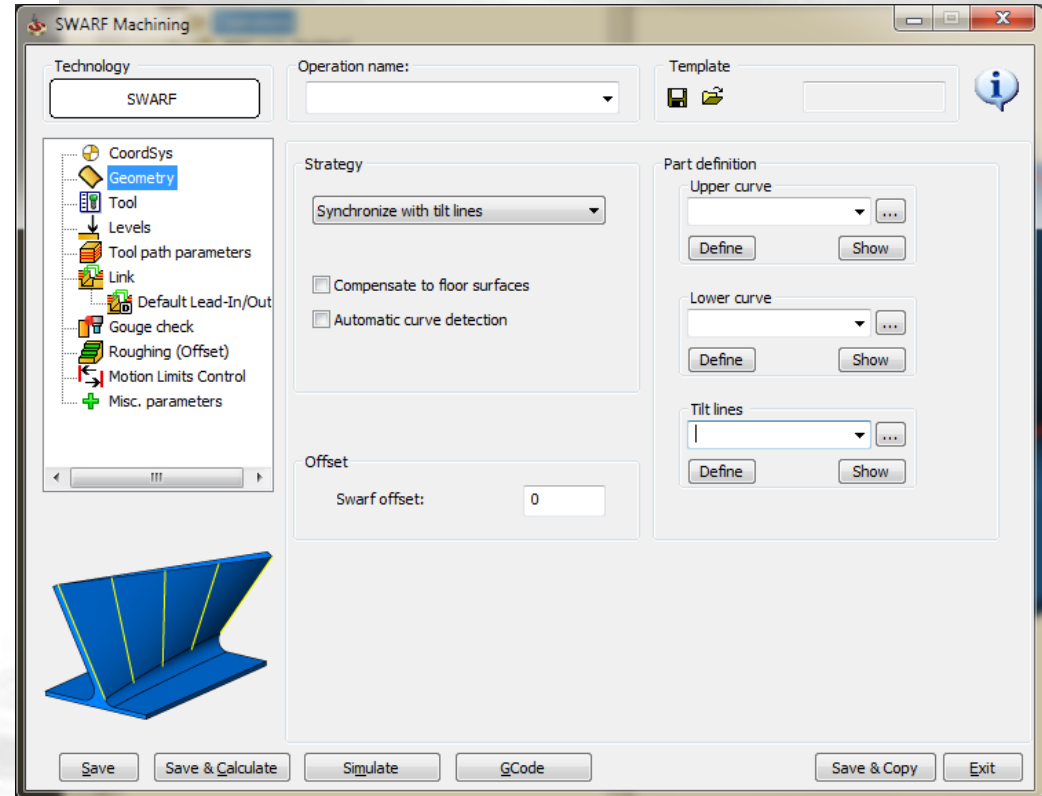 SWARF Machining
Technology
SWARF
Operation name:
Template
CoordSys
Geometry
Tool
Levels
Tool path parameters
Link
Default Lead-In/Out
Gouge check
Roughing (Offset)
Motion Limits Control
Misc. parameters
Strategy
Synchronize with tilt lines
Compensate to floor surfaces
Automatic curve detection
Offset
Swarf offset: 0
Part definition
Upper curve
...
Define Show
Lower curve
...
Define Show
Tilt lines
...
Define Show
Save Save & Calculate Simulate GCode Save & Copy Exit